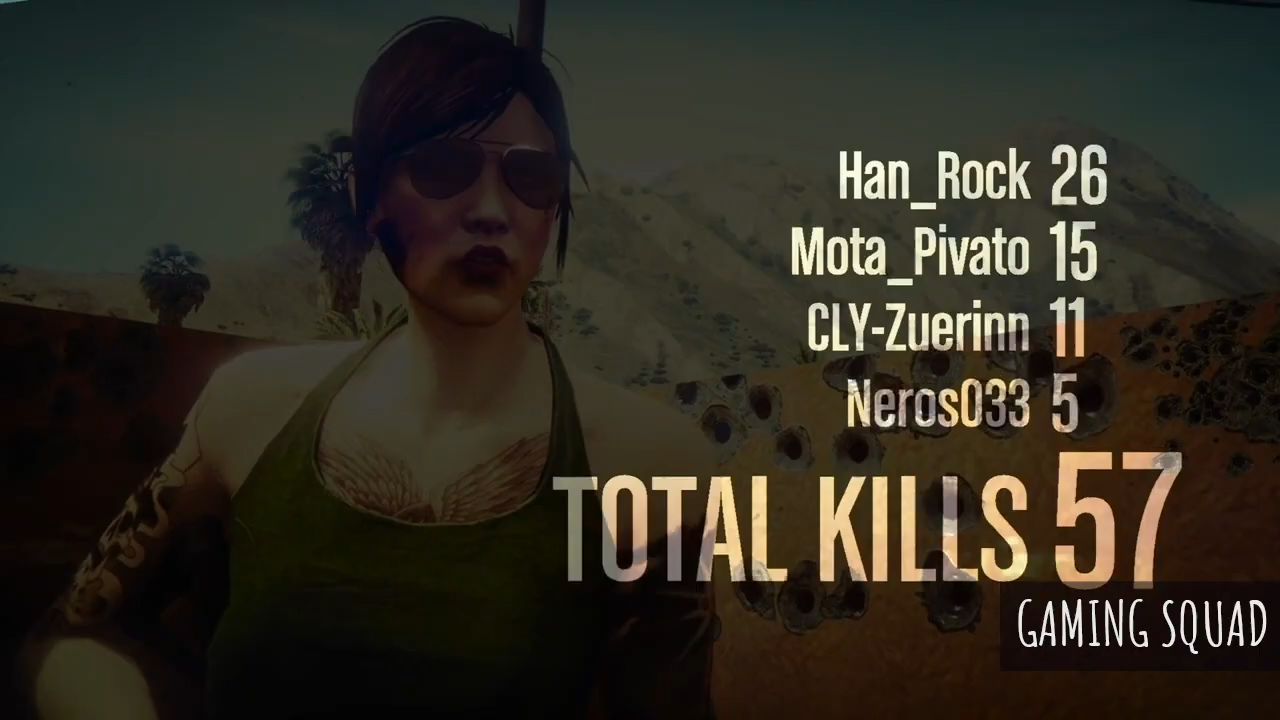 Han_Rock 26
Mota_Pivato 15
CLY-Zuerinn 11
Neros033 5
TOTAL KILLS 57
GAMING SQUAD